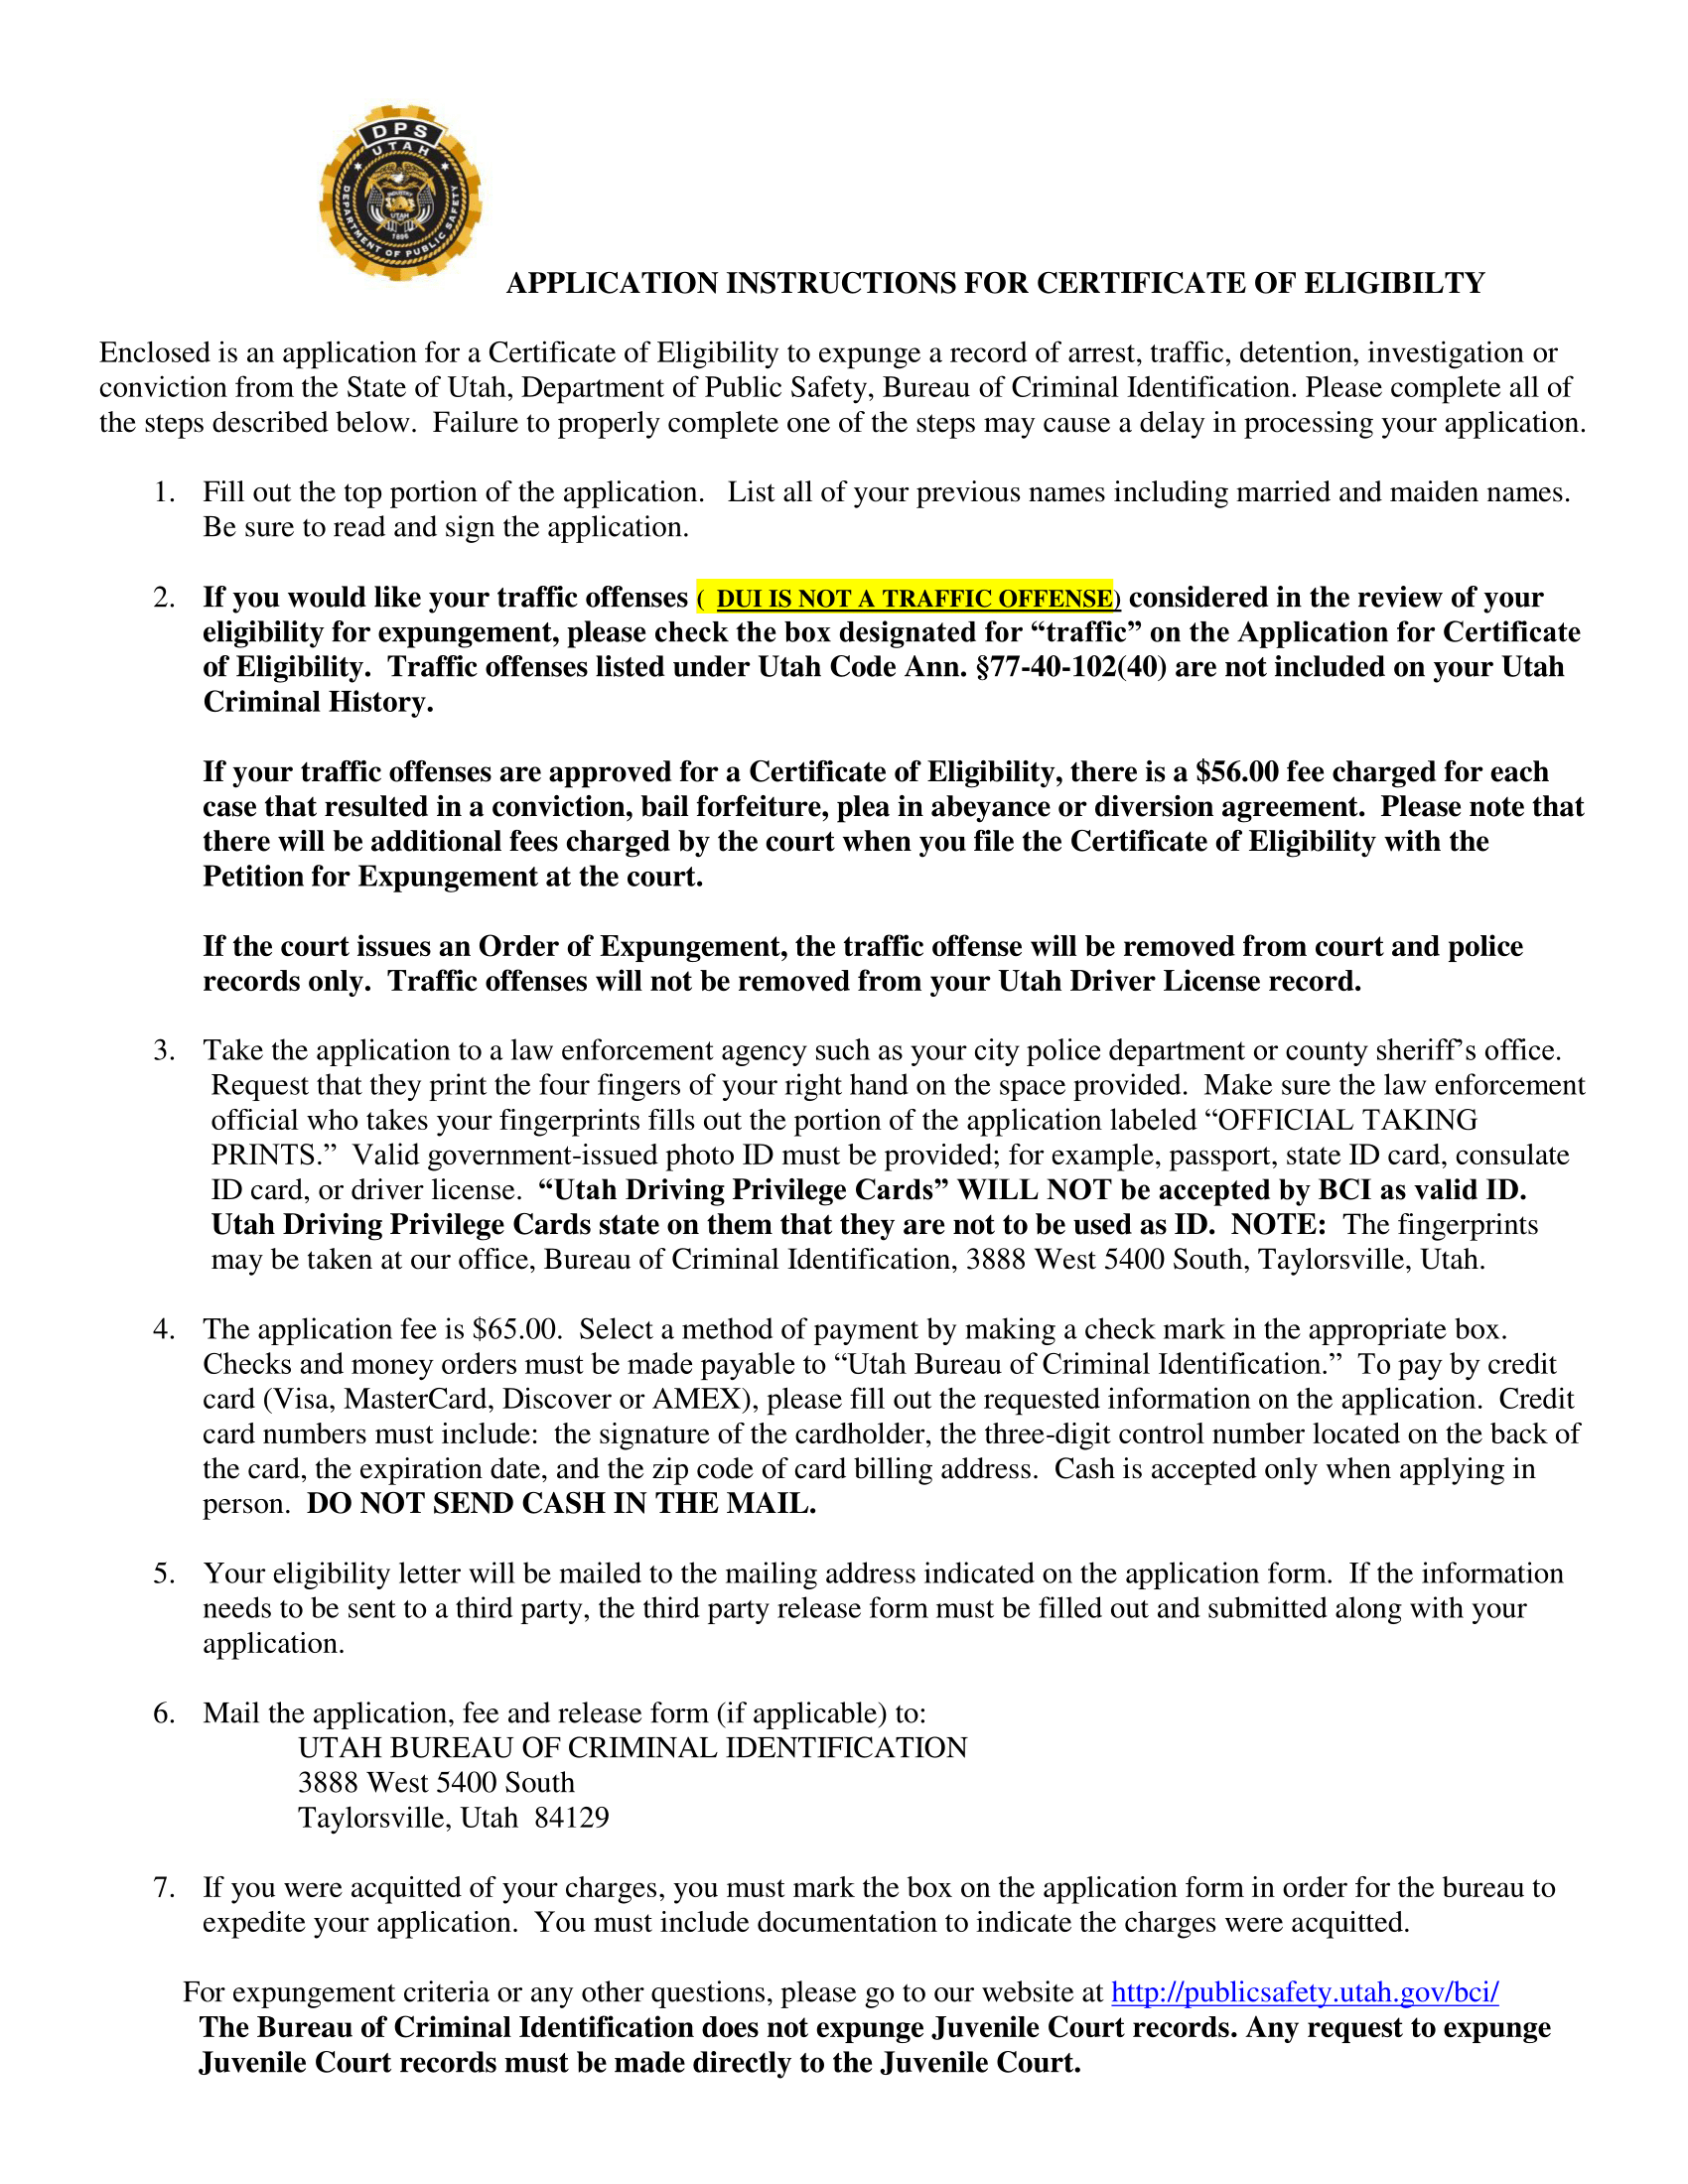 DPS
UTAH
INDUSTRY
UTAH
1896
DEPARTMENT OF PUBLIC SAFETY
APPLICATION INSTRUCTIONS FOR CERTIFICATE OF ELIGIBILTY
Enclosed is an application for a Certificate of Eligibility to expunge a record of arrest, traffic, detention, investigation or
conviction from the State of Utah, Department of Public Safety, Bureau of Criminal Identification. Please complete all of
the steps described below.  Failure to properly complete one of the steps may cause a delay in processing your application.
1. Fill out the top portion of the application.   List all of your previous names including married and maiden names.
Be sure to read and sign the application.
2. If you would like your traffic offenses (  DUI IS NOT A TRAFFIC OFFENSE) considered in the review of your
eligibility for expungement, please check the box designated for “traffic” on the Application for Certificate
of Eligibility.  Traffic offenses listed under Utah Code Ann. §77-40-102(40) are not included on your Utah
Criminal History.
If your traffic offenses are approved for a Certificate of Eligibility, there is a $56.00 fee charged for each
case that resulted in a conviction, bail forfeiture, plea in abeyance or diversion agreement.  Please note that
there will be additional fees charged by the court when you file the Certificate of Eligibility with the
Petition for Expungement at the court.
If the court issues an Order of Expungement, the traffic offense will be removed from court and police
records only.  Traffic offenses will not be removed from your Utah Driver License record.
3. Take the application to a law enforcement agency such as your city police department or county sheriff’s office.
Request that they print the four fingers of your right hand on the space provided.  Make sure the law enforcement
official who takes your fingerprints fills out the portion of the application labeled “OFFICIAL TAKING
PRINTS.”  Valid government-issued photo ID must be provided; for example, passport, state ID card, consulate
ID card, or driver license.  “Utah Driving Privilege Cards” WILL NOT be accepted by BCI as valid ID.
Utah Driving Privilege Cards state on them that they are not to be used as ID.  NOTE:  The fingerprints
may be taken at our office, Bureau of Criminal Identification, 3888 West 5400 South, Taylorsville, Utah.
4. The application fee is $65.00.  Select a method of payment by making a check mark in the appropriate box.
Checks and money orders must be made payable to “Utah Bureau of Criminal Identification.”  To pay by credit
card (Visa, MasterCard, Discover or AMEX), please fill out the requested information on the application.  Credit
card numbers must include:  the signature of the cardholder, the three-digit control number located on the back of
the card, the expiration date, and the zip code of card billing address.  Cash is accepted only when applying in
person.  DO NOT SEND CASH IN THE MAIL.
5. Your eligibility letter will be mailed to the mailing address indicated on the application form.  If the information
needs to be sent to a third party, the third party release form must be filled out and submitted along with your
application.
6. Mail the application, fee and release form (if applicable) to:
UTAH BUREAU OF CRIMINAL IDENTIFICATION
3888 West 5400 South
Taylorsville, Utah  84129
7. If you were acquitted of your charges, you must mark the box on the application form in order for the bureau to
expedite your application.  You must include documentation to indicate the charges were acquitted.
For expungement criteria or any other questions, please go to our website at http://publicsafety.utah.gov/bci/
The Bureau of Criminal Identification does not expunge Juvenile Court records. Any request to expunge
Juvenile Court records must be made directly to the Juvenile Court.